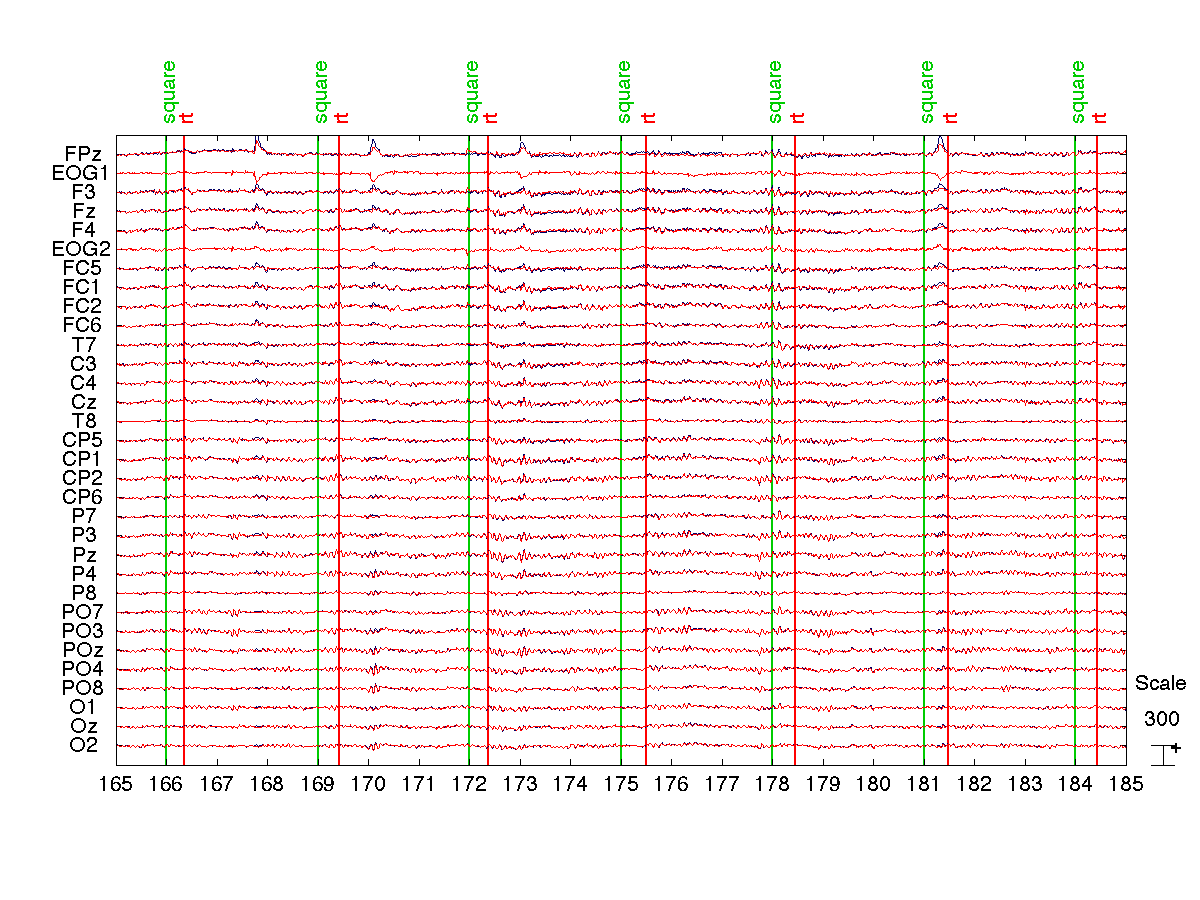 square rt square rt square rt square rt square rt square rt square rt
FPz
EOG1
F3
Fz
F4
EOG2
FC5
FC1
FC2
FC6
T7
C3
C4
Cz
T8
CP5
CP1
CP2
CP6
P7
P3
Pz
P4
P8
PO7
PO3
POz
PO4
PO8
O1
Oz
O2
Scale
300
+
165 166 167 168 169 170 171 172 173 174 175 176 177 178 179 180 181 182 183 184 185